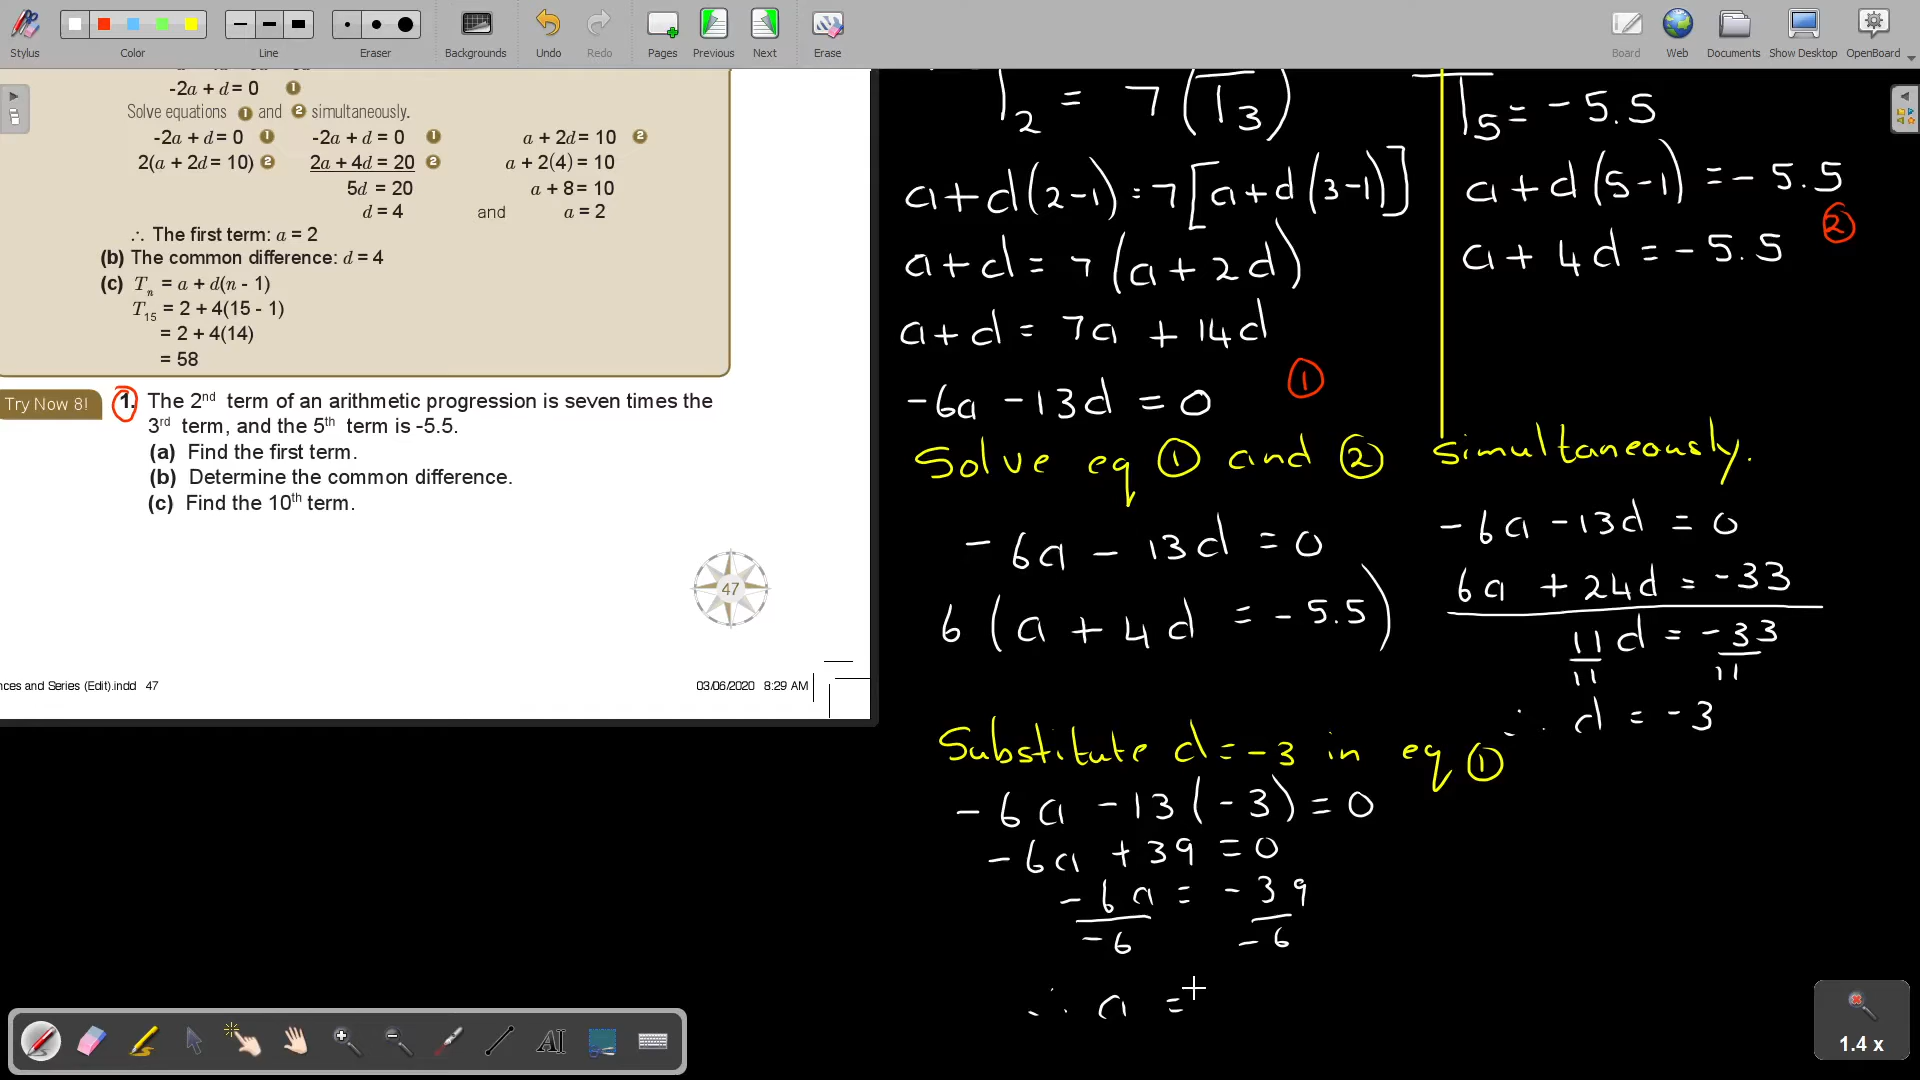 Stylus Color Line Eraser Backgrounds Undo Redo Pages Previous Next Erase Board Web Documents Show Desktop OpenBoard
-2a + d = 0 1
Solve equations 1 and 2 simultaneously.
-2a + d = 0 1 -2a + d = 0 1 a + 2d = 10 2
2(a + 2d = 10) 2 2a + 4d = 20 2 a + 2(4) = 10
5d = 20 a + 8 = 10
d = 4 and a = 2
∴ The first term: a = 2
(b) The common difference: d = 4
(c) Tn = a + d(n - 1)
T15 = 2 + 4(15 - 1)
= 2 + 4(14)
= 58
Try Now 8! 1. The 2nd term of an arithmetic progression is seven times the
3rd term, and the 5th term is -5.5.
(a) Find the first term.
(b) Determine the common difference.
(c) Find the 10th term.
47
nces and Series (Edit).indd 47 03/06/2020 8:29 AM
T2 = 7(T3)
a+d(2-1)=7[a+d(3-1)]
a+d = 7(a+2d)
a+d = 7a + 14d
-6a -13d = 0 ①
T5 = -5.5
a+d(5-1) = -5.5
a+ 4d = -5.5 ②
Solve eq ① and ② simultaneously.
-6a - 13d = 0
6(a + 4d = -5.5)
-6a -13d = 0
6a + 24d = -33
11d = -33
11 11
∴ d = -3
Substitute d = -3 in eq ①
-6a -13(-3) = 0
-6a +39 = 0
-6a = -39
-6 -6
∴ a =
1.4 x